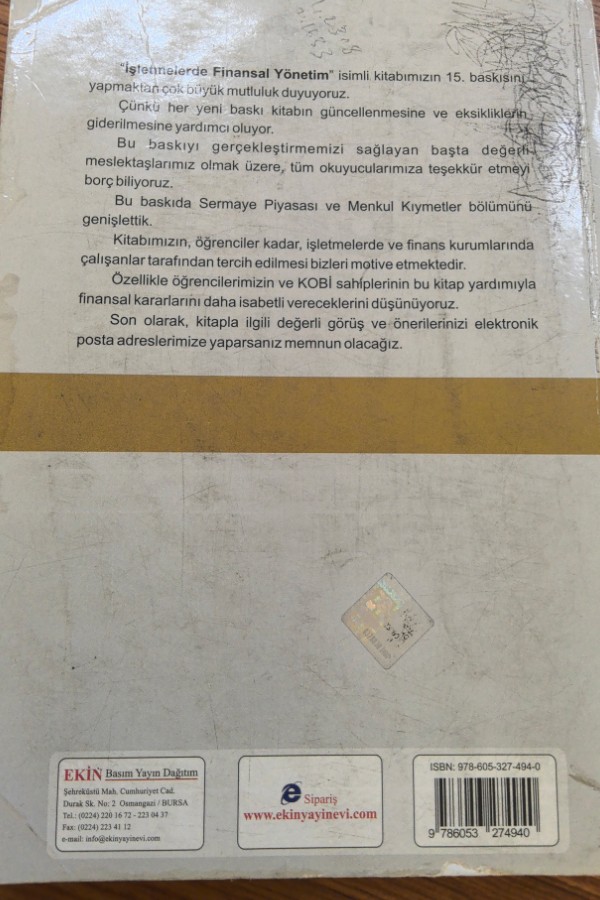 "İşletmelerde Finansal Yönetim" isimli kitabımızın 15. baskısını
yapmaktan çok büyük mutluluk duyuyoruz.
Çünkü her yeni baskı kitabın güncellenmesine ve eksikliklerin
giderilmesine yardımcı oluyor.
Bu baskıyı gerçekleştirmemizi sağlayan başta değerli
meslektaşlarımız olmak üzere, tüm okuyucularımıza teşekkür etmeyi
borç biliyoruz.
Bu baskıda Sermaye Piyasası ve Menkul Kıymetler bölümünü
genişlettik.
Kitabımızın, öğrenciler kadar, işletmelerde ve finans kurumlarında
çalışanlar tarafından tercih edilmesi bizleri motive etmektedir.
Özellikle öğrencilerimizin ve KOBİ sahiplerinin bu kitap yardımıyla
finansal kararlarını daha isabetli vereceklerini düşünüyoruz.
Son olarak, kitapla ilgili değerli görüş ve önerilerinizi elektronik
posta adreslerimize yaparsanız memnun olacağız.
EKİN Basım Yayın Dağıtım
Şehreküstü Mah. Cumhuriyet Cad.
Durak Sk. No: 2 Osmangazi / BURSA
Tel.: (0224) 220 16 72 - 223 04 37
Fax: (0224) 223 41 12
e-mail: info@ekinyayinevi.com
e Sipariş
www.ekinyayinevi.com
ISBN: 978-605-327-494-0
9 786053 274940